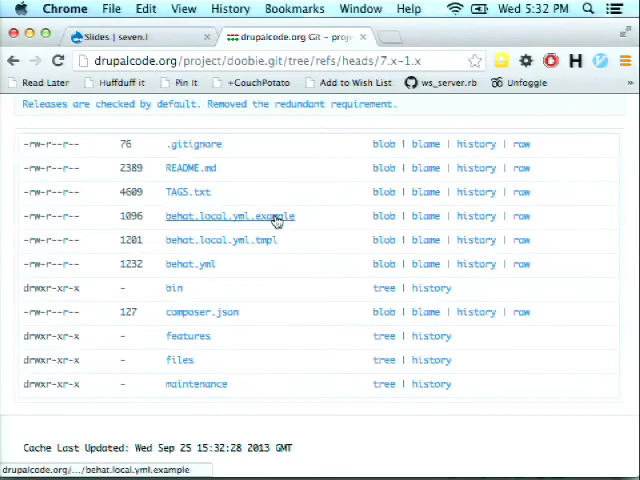 Chrome File Edit View History Bookmarks Window Help Wed 5:32 PM
Slides | seven.l drupalcode.org Git - proje
drupalcode.org/project/doobie.git/tree/refs/heads/7.x-1.x
Read Later Huffduff it Pin It +CouchPotato Add to Wish List ws_server.rb Unfoggle
Releases are checked by default. Removed the redundant requirement.
-rw-r--r-- 76 .gitignore blob | blame | history | raw
-rw-r--r-- 2389 README.md blob | blame | history | raw
-rw-r--r-- 4609 TAGS.txt blob | blame | history | raw
-rw-r--r-- 1096 behat.local.yml.example blob | blame | history | raw
-rw-r--r-- 1201 behat.local.yml.tmpl blob | blame | history | raw
-rw-r--r-- 1232 behat.yml blob | blame | history | raw
drwxr-xr-x - bin tree | history
-rw-r--r-- 127 composer.json blob | blame | history | raw
drwxr-xr-x - features tree | history
drwxr-xr-x - files tree | history
drwxr-xr-x - maintenance tree | history
Cache Last Updated: Wed Sep 25 15:32:28 2013 GMT
drupalcode.org/.../behat.local.yml.example